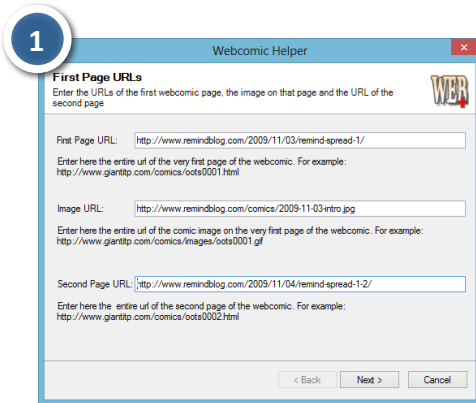 1
Webcomic Helper
First Page URLs
Enter the URLs of the first webcomic page, the image on that page and the URL of the
second page
WEB
First Page URL: http://www.remindblog.com/2009/11/03/remind-spread-1/
Enter here the entire url of the very first page of the webcomic. For example:
http://www.giantitp.com/comics/oots0001.html
Image URL: http://www.remindblog.com/comics/2009-11-03-intro.jpg
Enter here the entire url of the comic image on the very first page of the webcomic. For example:
http://www.giantitp.com/comics/images/oots0001.gif
Second Page URL: http://www.remindblog.com/2009/11/04/remind-spread-1-2/
Enter here the entire url of the second page of the webcomic. For example:
http://www.giantitp.com/comics/oots0002.html
< Back Next > Cancel